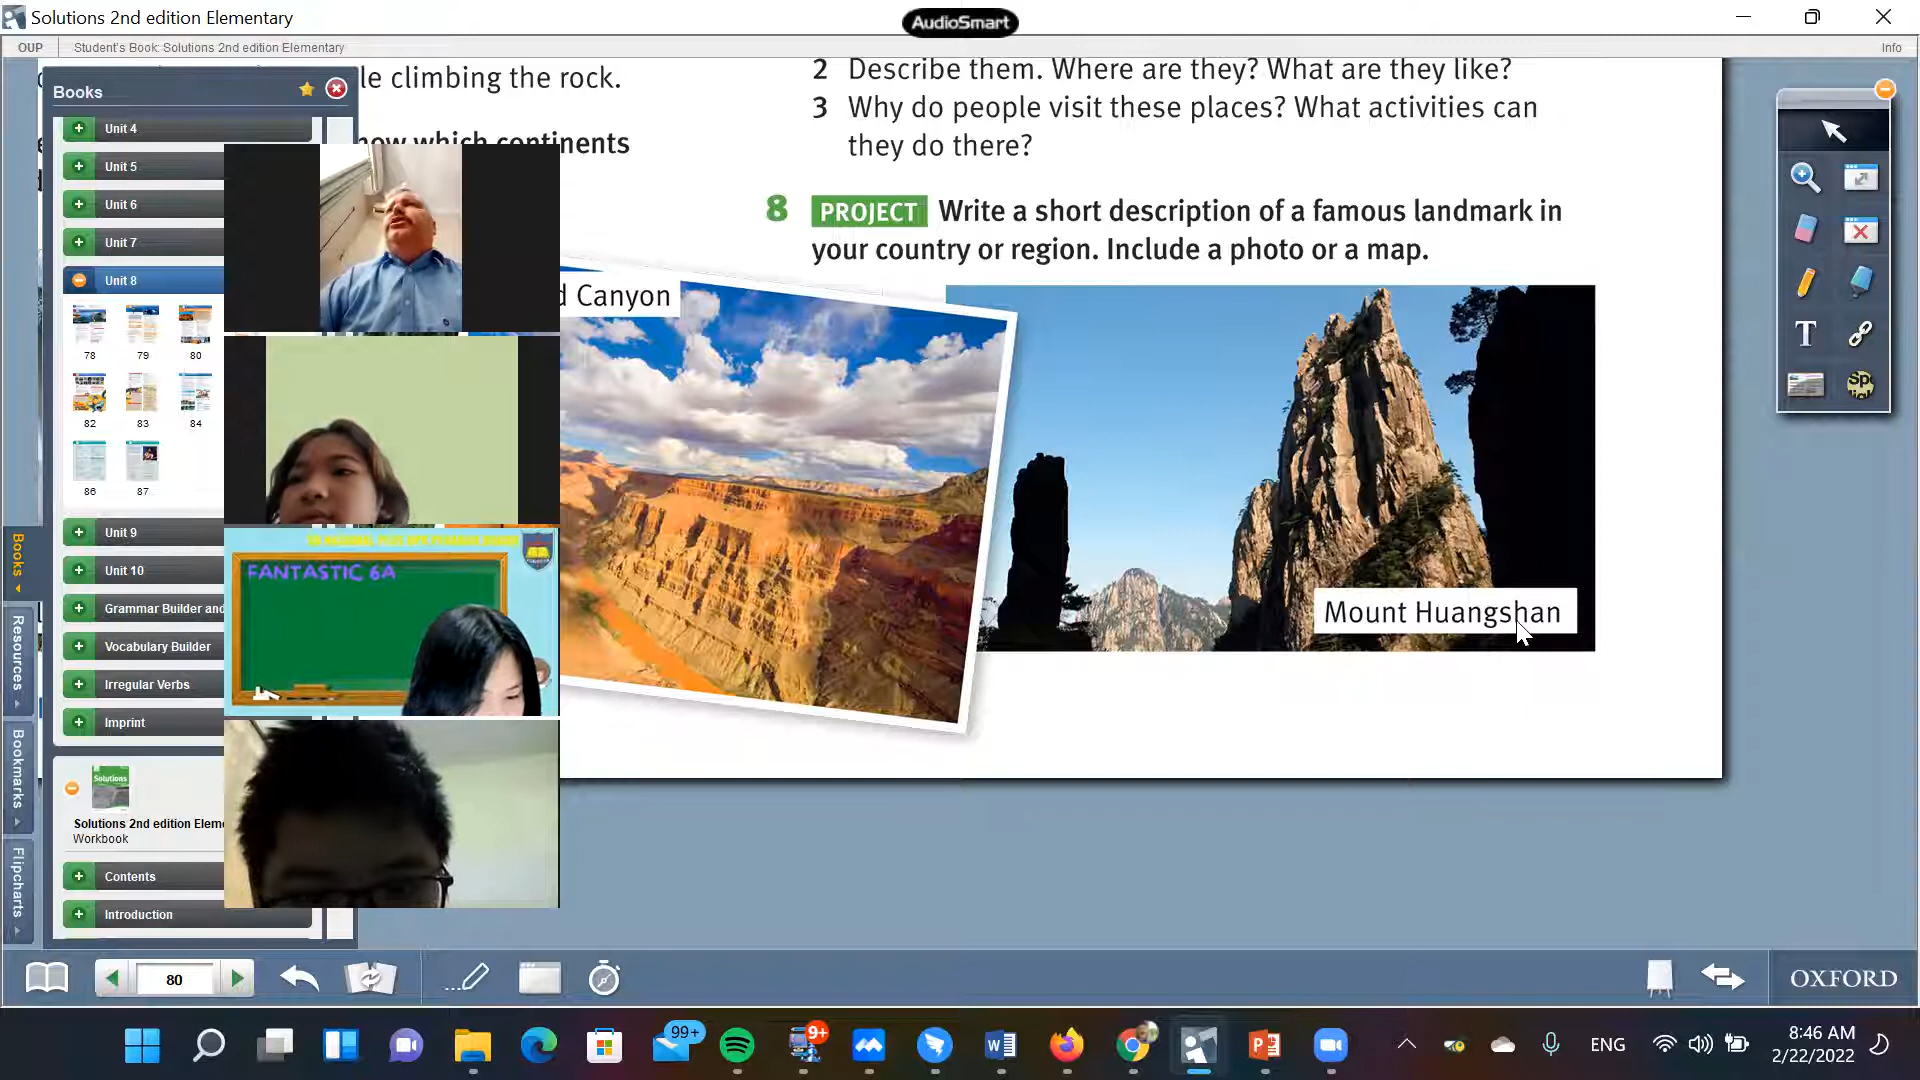 Solutions 2nd edition Elementary
AudioSmart
OUP
Student's Book: Solutions 2nd edition Elementary
Info
Books
Unit 4
Unit 5
Unit 6
Unit 7
Unit 8
78
79
80
82
83
84
86
87
Unit 9
Unit 10
Grammar Builder and
Vocabulary Builder
Irregular Verbs
Imprint
Solutions
Solutions 2nd edition Eleme
Workbook
Contents
Introduction
Books
Resources
Bookmarks
Flipcharts
le climbing the rock.
now which continents
FANTASTIC 6A
2 Describe them. Where are they? What are they like?
3 Why do people visit these places? What activities can
they do there?
8 PROJECT Write a short description of a famous landmark in
your country or region. Include a photo or a map.
d Canyon
Mount Huangshan
T
80
OXFORD
99+
9+
ENG
8:46 AM
2/22/2022